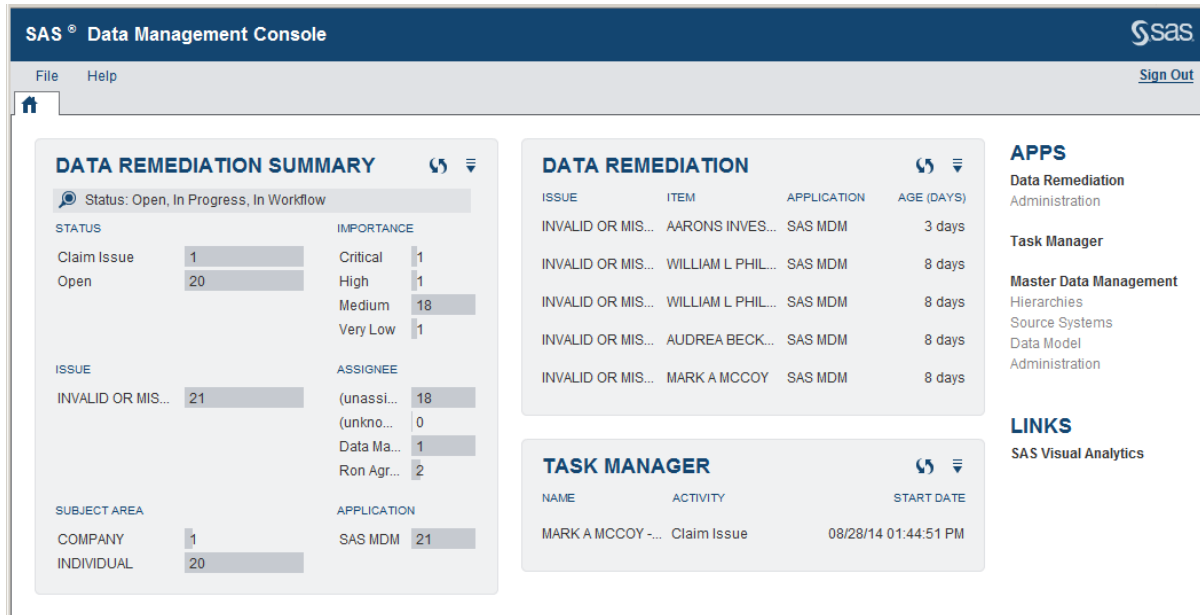 SAS ® Data Management Console
sas
File Help
Sign Out
DATA REMEDIATION SUMMARY
Status: Open, In Progress, In Workflow
STATUS
Claim Issue 1
Open 20
IMPORTANCE
Critical 1
High 1
Medium 18
Very Low 1
ISSUE
INVALID OR MIS... 21
ASSIGNEE
(unassi... 18
(unkno... 0
Data Ma... 1
Ron Agr... 2
SUBJECT AREA
COMPANY 1
INDIVIDUAL 20
APPLICATION
SAS MDM 21
DATA REMEDIATION
ISSUE ITEM APPLICATION AGE (DAYS)
INVALID OR MIS... AARONS INVES... SAS MDM 3 days
INVALID OR MIS... WILLIAM L PHIL... SAS MDM 8 days
INVALID OR MIS... WILLIAM L PHIL... SAS MDM 8 days
INVALID OR MIS... AUDREA BECK... SAS MDM 8 days
INVALID OR MIS... MARK A MCCOY SAS MDM 8 days
TASK MANAGER
NAME ACTIVITY START DATE
MARK A MCCOY -... Claim Issue 08/28/14 01:44:51 PM
APPS
Data Remediation
Administration
Task Manager
Master Data Management
Hierarchies
Source Systems
Data Model
Administration
LINKS
SAS Visual Analytics